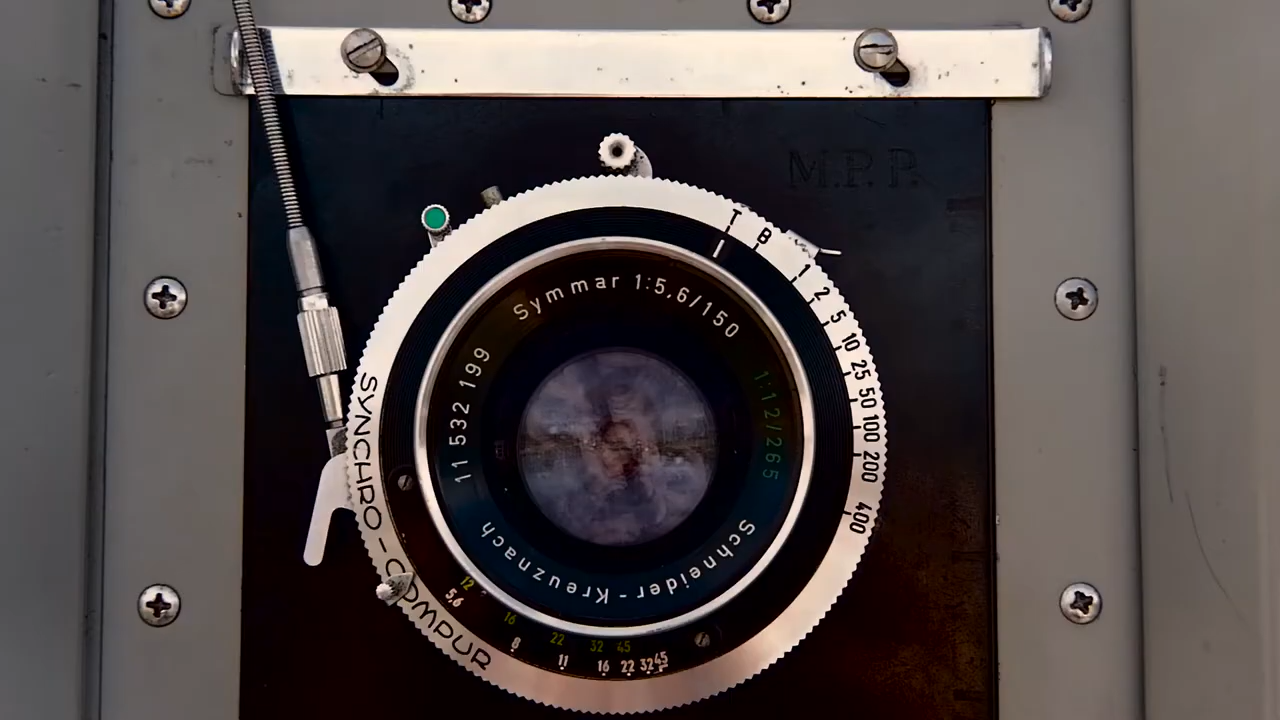 M.P.P.
T B 1 2 5 10 25 50 100 200 400
Symmar 1:5,6/150
1:12/265
Schneider-Kreuznach
11 532 199
SYNCHRO-COMPUR
12 16 22 32 45
5,6 8 11 16 22 32 45